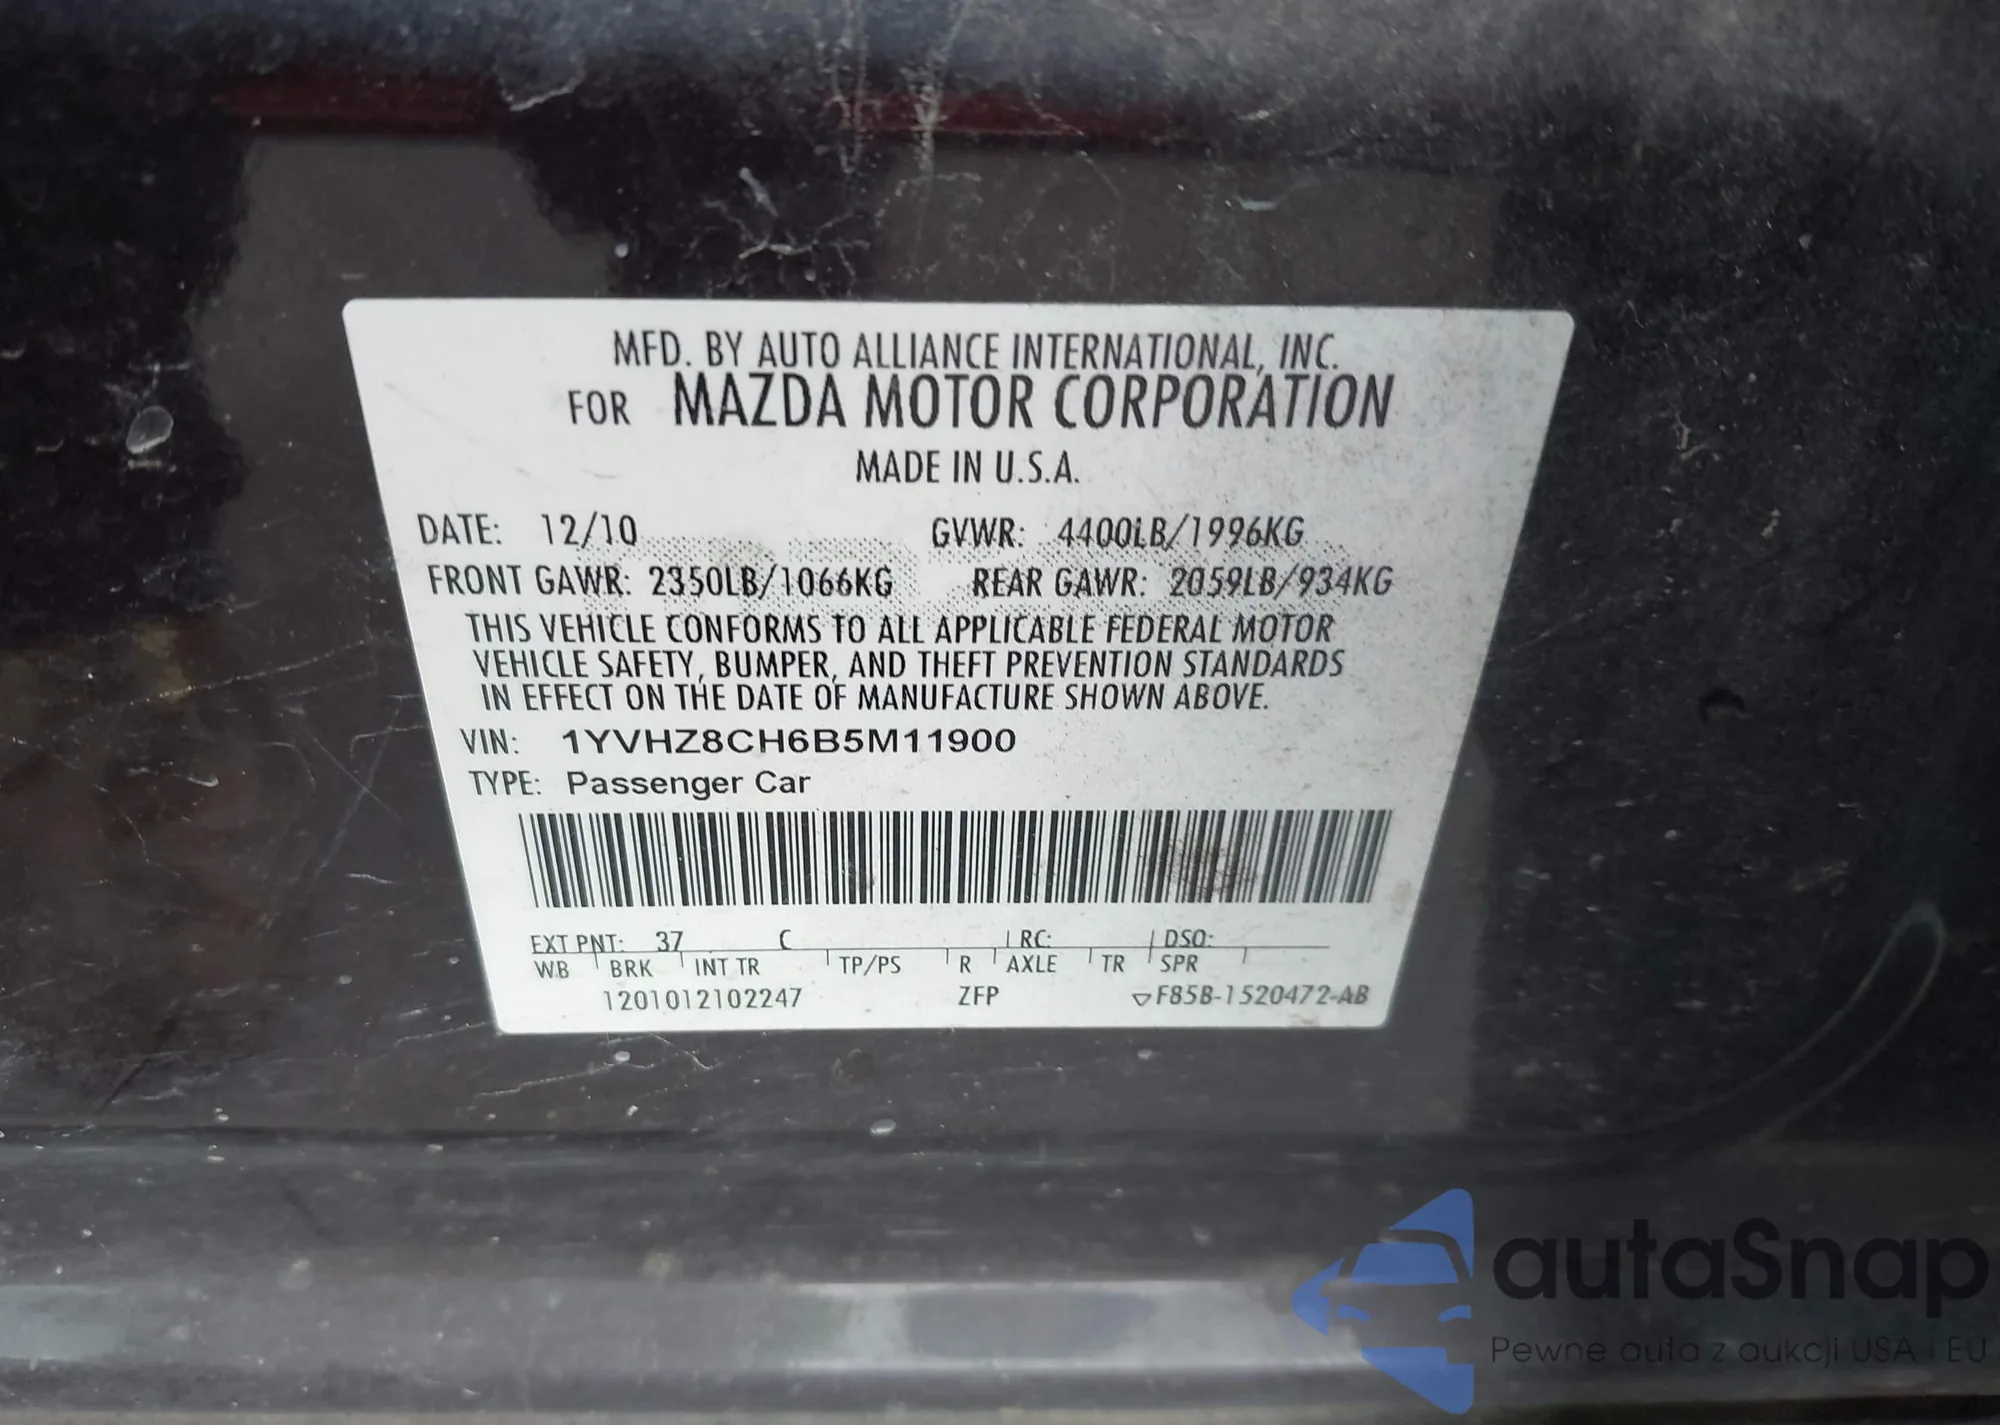 MFD. BY AUTO ALLIANCE INTERNATIONAL, INC.
FOR MAZDA MOTOR CORPORATION
MADE IN U.S.A.
DATE: 12/10 GVWR: 4400LB/1996KG
FRONT GAWR: 2350LB/1066KG REAR GAWR: 2059LB/934KG
THIS VEHICLE CONFORMS TO ALL APPLICABLE FEDERAL MOTOR
VEHICLE SAFETY, BUMPER, AND THEFT PREVENTION STANDARDS
IN EFFECT ON THE DATE OF MANUFACTURE SHOWN ABOVE.
VIN: 1YVHZ8CH6B5M11900
TYPE: Passenger Car
EXT PNT: 37 C RC: DSO:
WB BRK INT TR TP/PS R AXLE TR SPR
1201012102247 ZFP ▽F85B-1520472-AB
autaSnap
Pewne auta z aukcji USA i EU